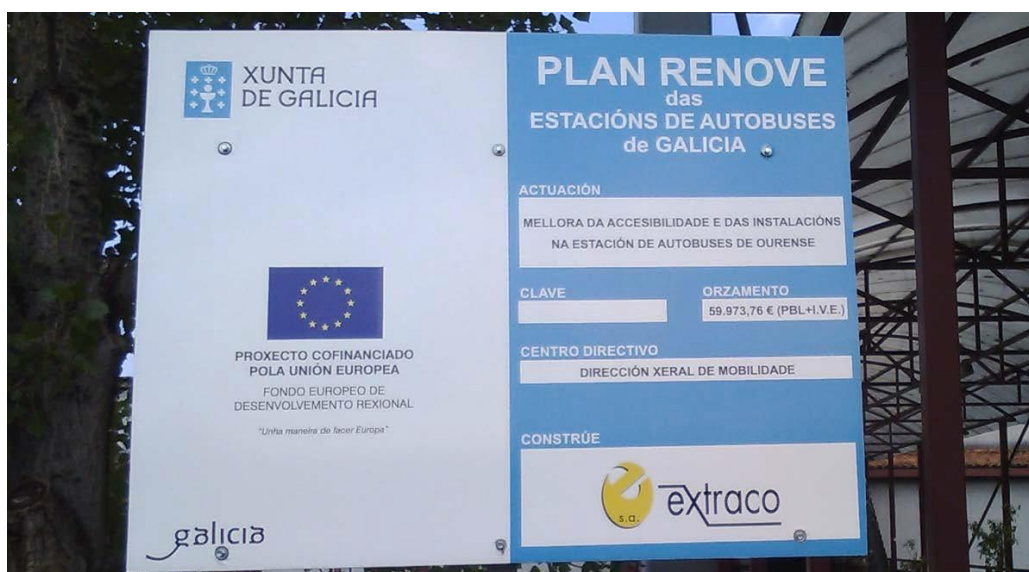 XUNTA
DE GALICIA
PROXECTO COFINANCIADO
POLA UNIÓN EUROPEA
FONDO EUROPEO DE
DESENVOLVEMENTO REXIONAL
"Unha maneira de facer Europa"
galicia
PLAN RENOVE
das
ESTACIÓNS DE AUTOBUSES
de GALICIA
ACTUACIÓN
MELLORA DA ACCESIBILIDADE E DAS INSTALACIÓNS
NA ESTACIÓN DE AUTOBUSES DE OURENSE
CLAVE
ORZAMENTO
59.973,76 € (PBL+I.V.E.)
CENTRO DIRECTIVO
DIRECCIÓN XERAL DE MOBILIDADE
CONSTRÚE
e s.a. extraco